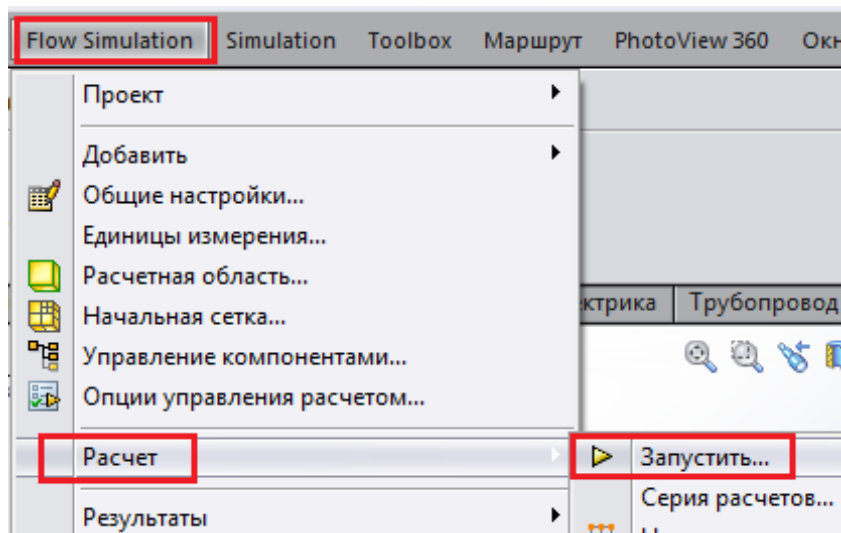 Flow Simulation Simulation Toolbox Маршрут PhotoView 360
Проект
Добавить
Общие настройки...
Единицы измерения...
Расчетная область...
Начальная сетка...
Трубопровод
Управление компонентами...
Опции управления расчетом...
Расчет
Запустить...
Серия расчетов...
Результаты